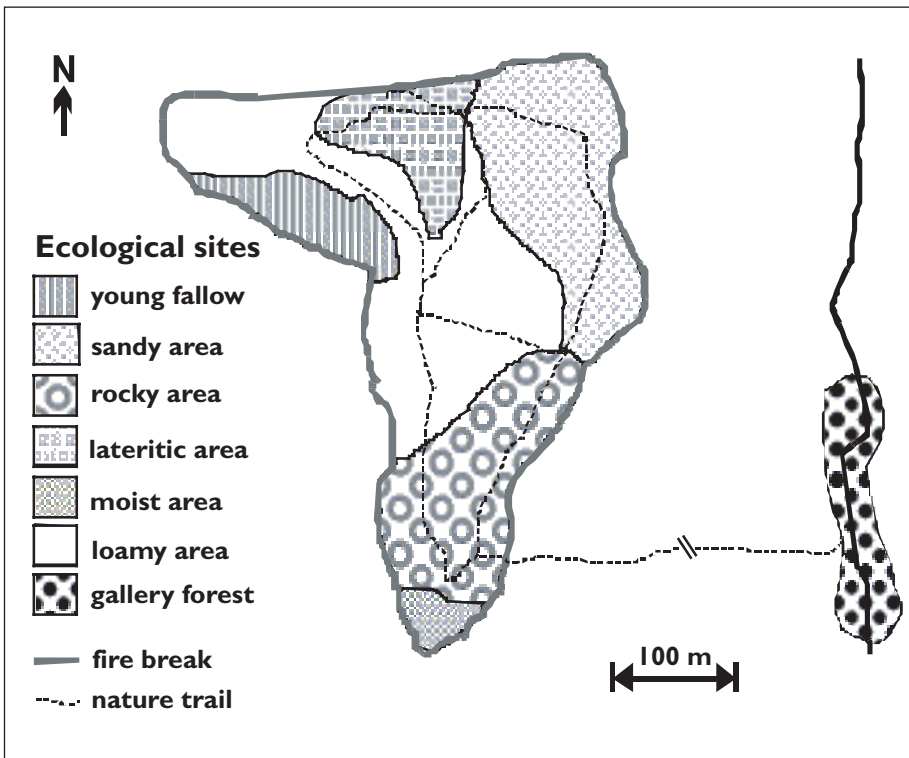 N
Ecological sites
young fallow
sandy area
rocky area
lateritic area
moist area
loamy area
gallery forest
fire break
nature trail
100 m